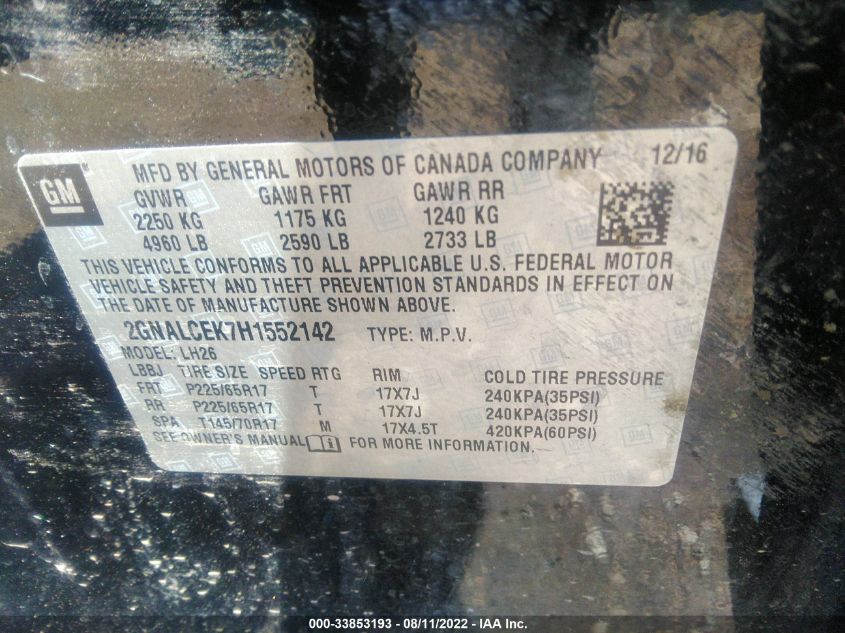 GM MFD BY GENERAL MOTORS OF CANADA COMPANY 12/16
GVWR GAWR FRT GAWR RR
2250 KG 1175 KG 1240 KG
4960 LB 2590 LB 2733 LB
THIS VEHICLE CONFORMS TO ALL APPLICABLE U.S. FEDERAL MOTOR
VEHICLE SAFETY AND THEFT PREVENTION STANDARDS IN EFFECT ON
THE DATE OF MANUFACTURE SHOWN ABOVE.
2GNALCEK7H1552142 TYPE: M.P.V.
MODEL: LH26
LBBJ TIRE SIZE SPEED RTG RIM COLD TIRE PRESSURE
FRT P225/65R17 T 17X7J 240KPA(35PSI)
RR P225/65R17 T 17X7J 240KPA(35PSI)
SPA T145/70R17 M 17X4.5T 420KPA(60PSI)
SEE OWNER'S MANUAL FOR MORE INFORMATION.
000-33853193 - 08/11/2022 - IAA Inc.